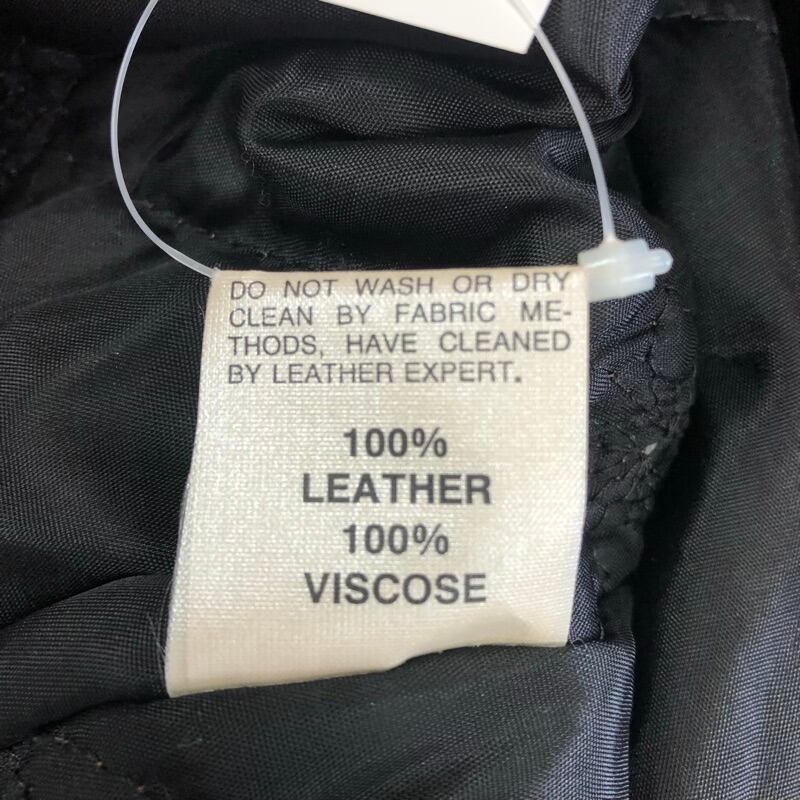 DO NOT WASH OR DRY
CLEAN BY FABRIC ME-
THODS, HAVE CLEANED
BY LEATHER EXPERT.
100%
LEATHER
100%
VISCOSE